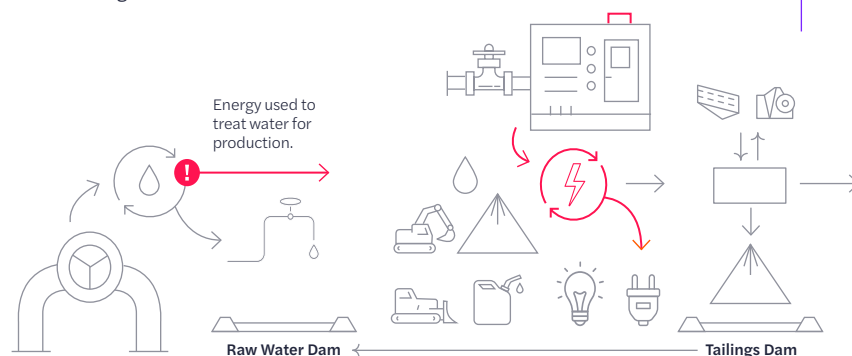 Energy used to
treat water for
production.
!
Raw Water Dam
Tailings Dam